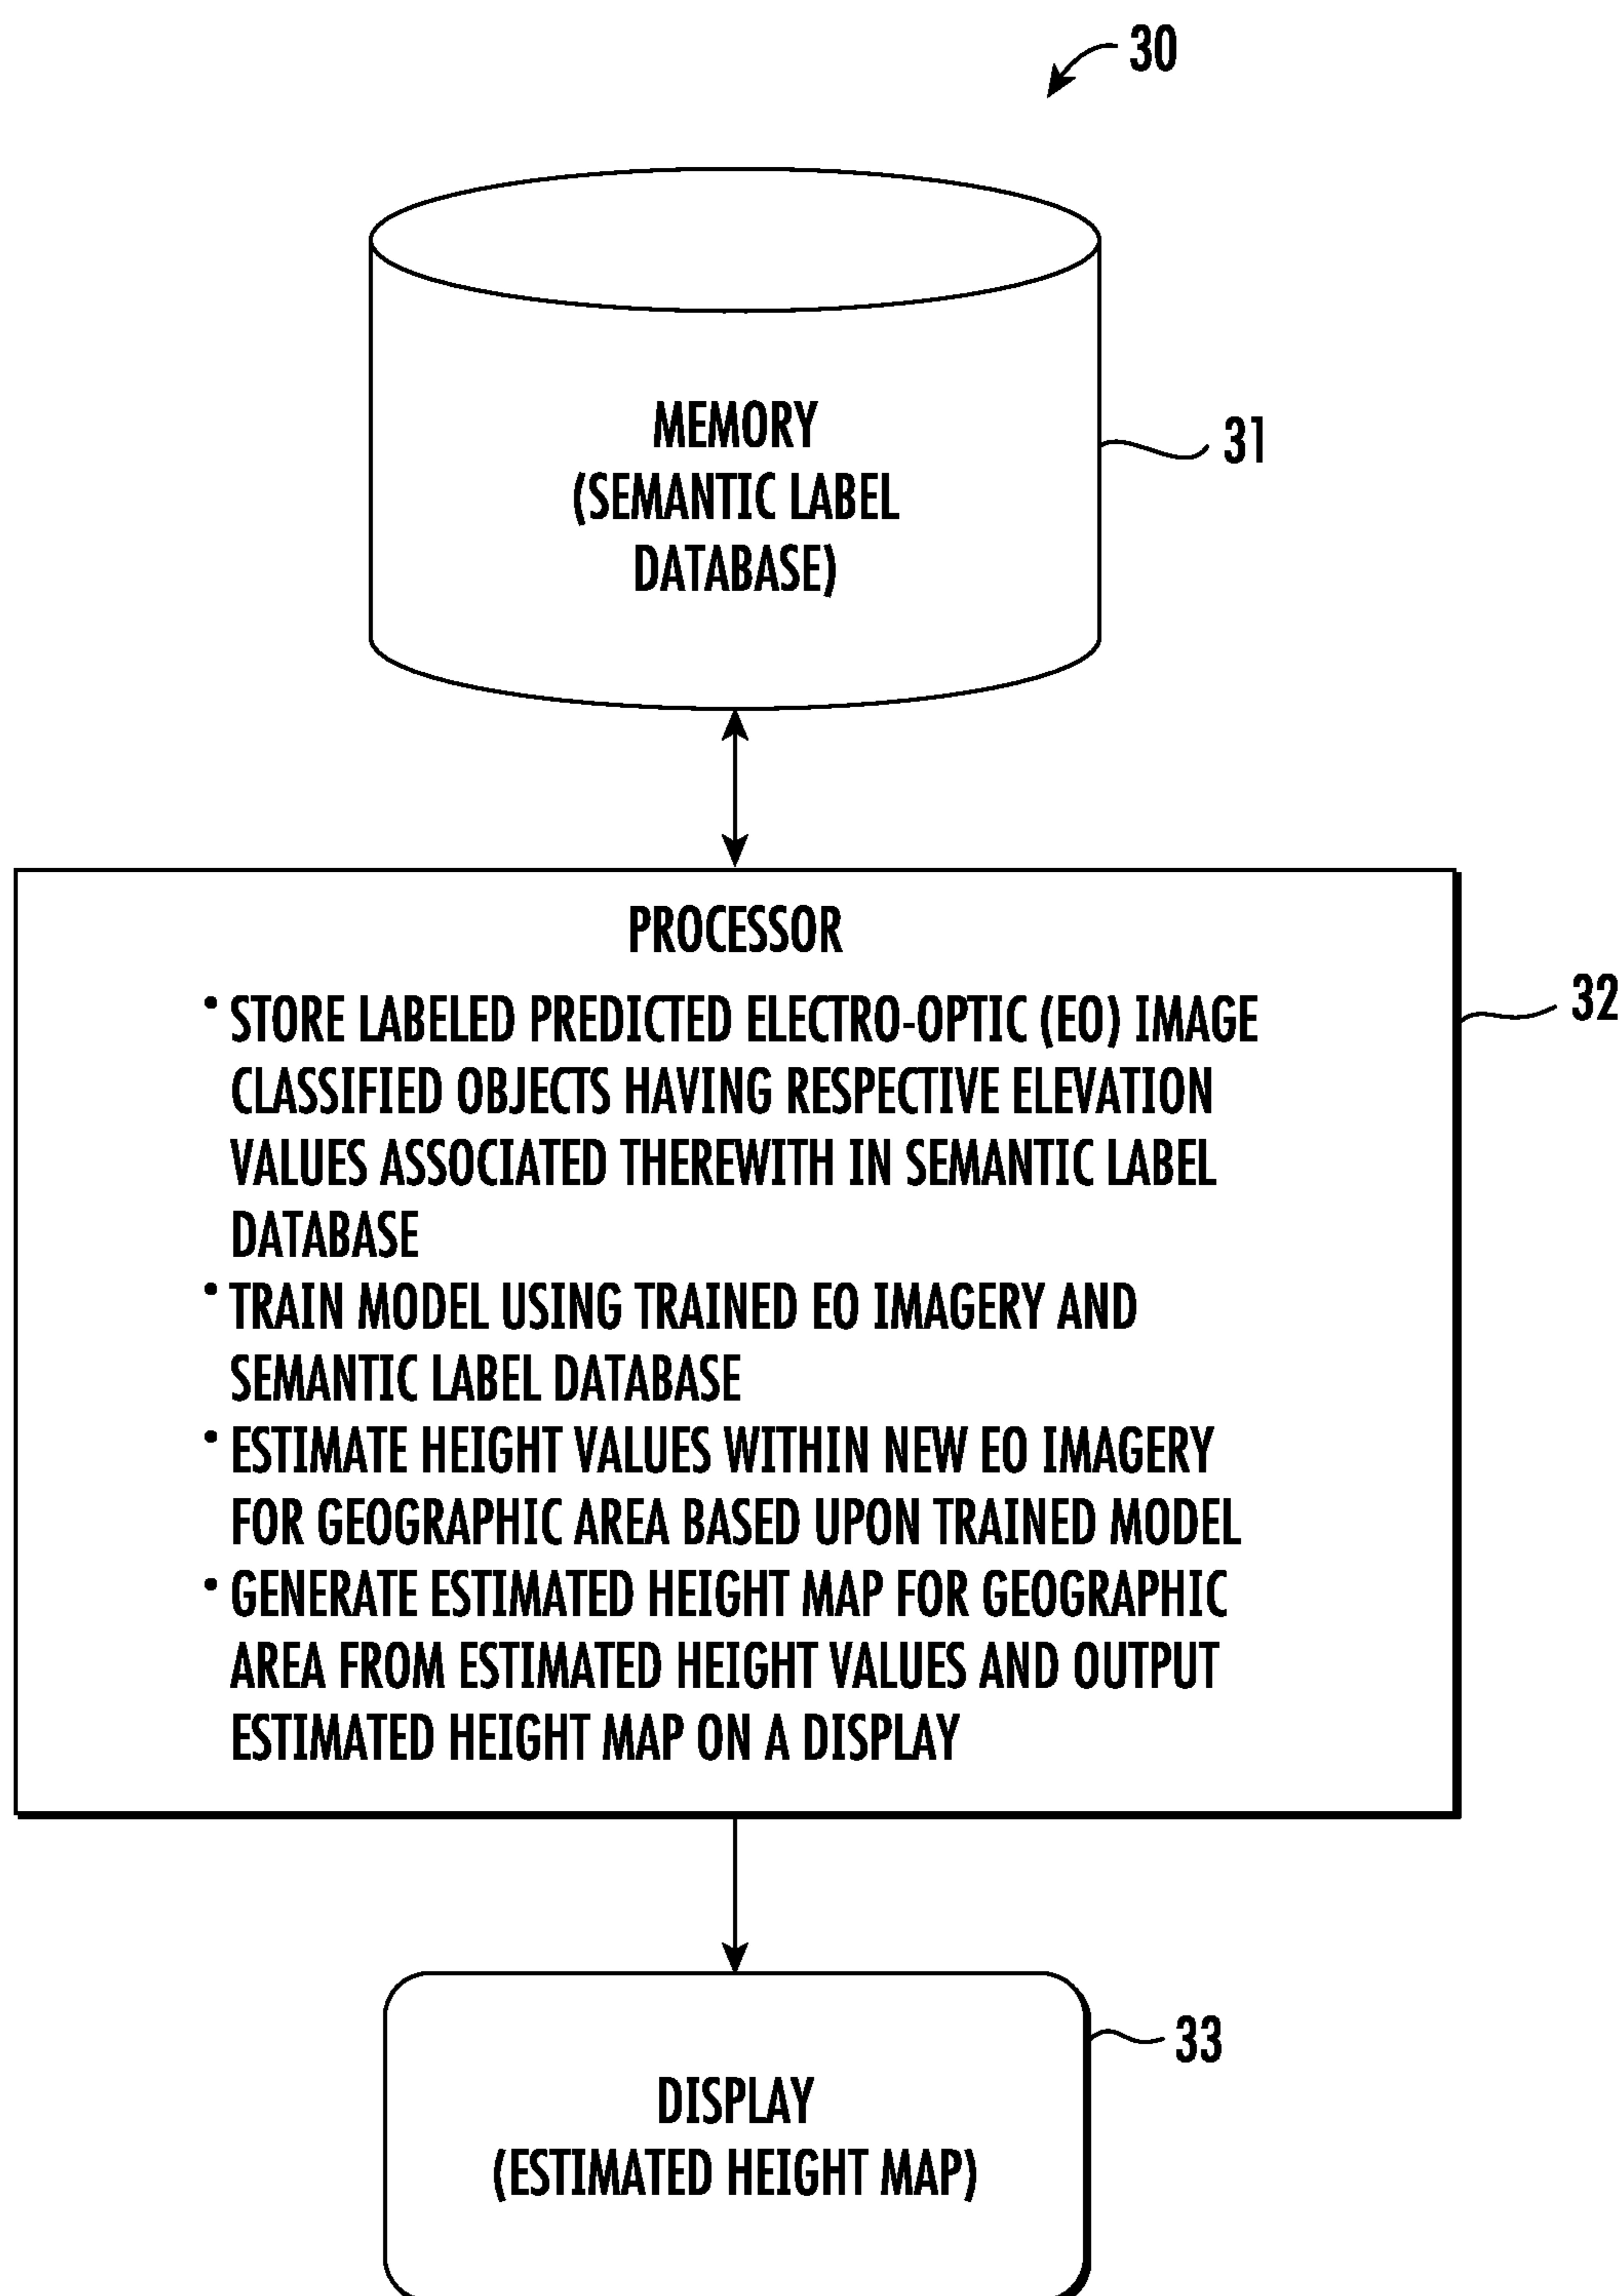 30
MEMORY
(SEMANTIC LABEL
DATABASE)
31
PROCESSOR
• STORE LABELED PREDICTED ELECTRO-OPTIC (EO) IMAGE
CLASSIFIED OBJECTS HAVING RESPECTIVE ELEVATION
VALUES ASSOCIATED THEREWITH IN SEMANTIC LABEL
DATABASE
• TRAIN MODEL USING TRAINED EO IMAGERY AND
SEMANTIC LABEL DATABASE
• ESTIMATE HEIGHT VALUES WITHIN NEW EO IMAGERY
FOR GEOGRAPHIC AREA BASED UPON TRAINED MODEL
• GENERATE ESTIMATED HEIGHT MAP FOR GEOGRAPHIC
AREA FROM ESTIMATED HEIGHT VALUES AND OUTPUT
ESTIMATED HEIGHT MAP ON A DISPLAY
32
33
DISPLAY
(ESTIMATED HEIGHT MAP)